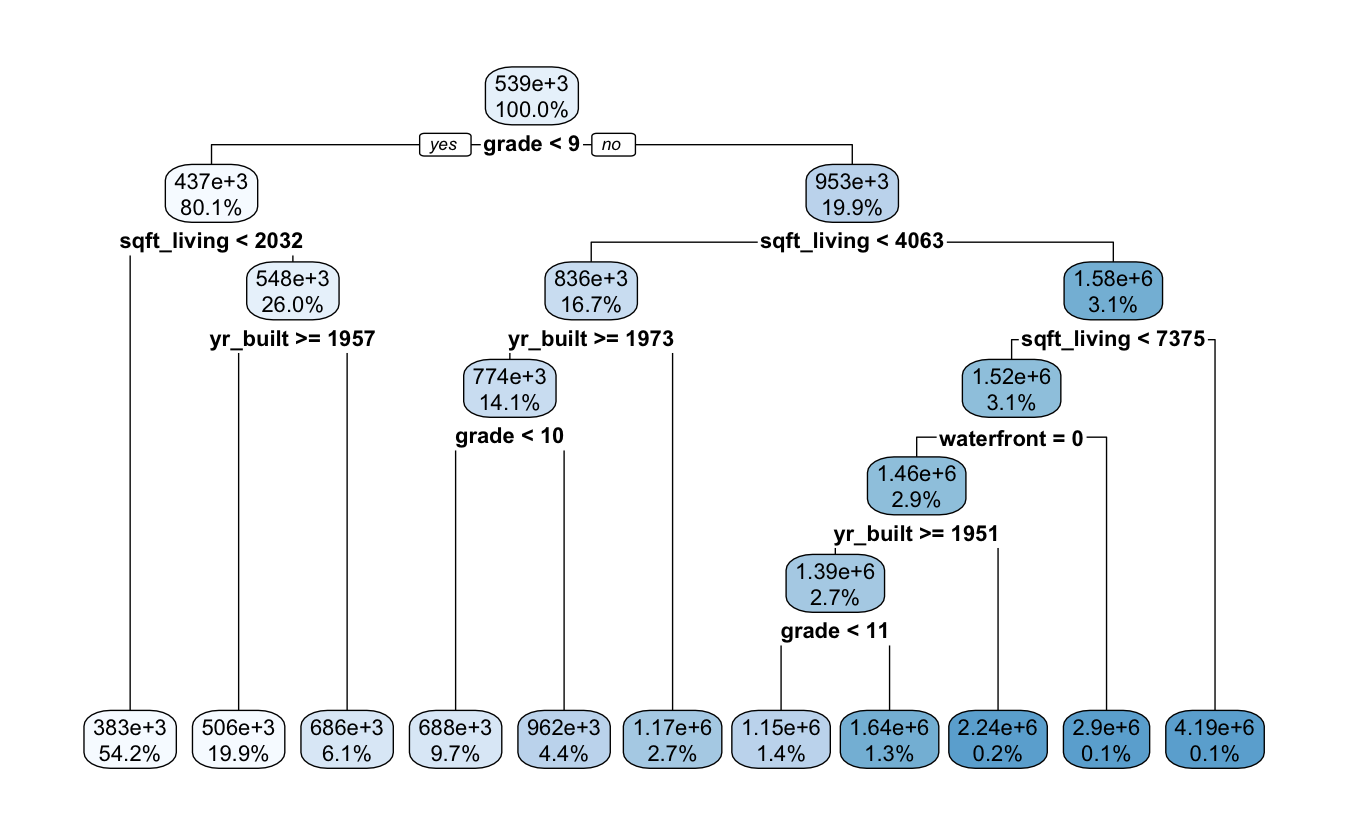 539e+3
100.0%
yes grade < 9 no
437e+3
80.1%
953e+3
19.9%
sqft_living < 2032
sqft_living < 4063
548e+3
26.0%
836e+3
16.7%
1.58e+6
3.1%
yr_built >= 1957
yr_built >= 1973
sqft_living < 7375
774e+3
14.1%
1.52e+6
3.1%
grade < 10
waterfront = 0
1.46e+6
2.9%
yr_built >= 1951
1.39e+6
2.7%
grade < 11
383e+3
54.2%
506e+3
19.9%
686e+3
6.1%
688e+3
9.7%
962e+3
4.4%
1.17e+6
2.7%
1.15e+6
1.4%
1.64e+6
1.3%
2.24e+6
0.2%
2.9e+6
0.1%
4.19e+6
0.1%